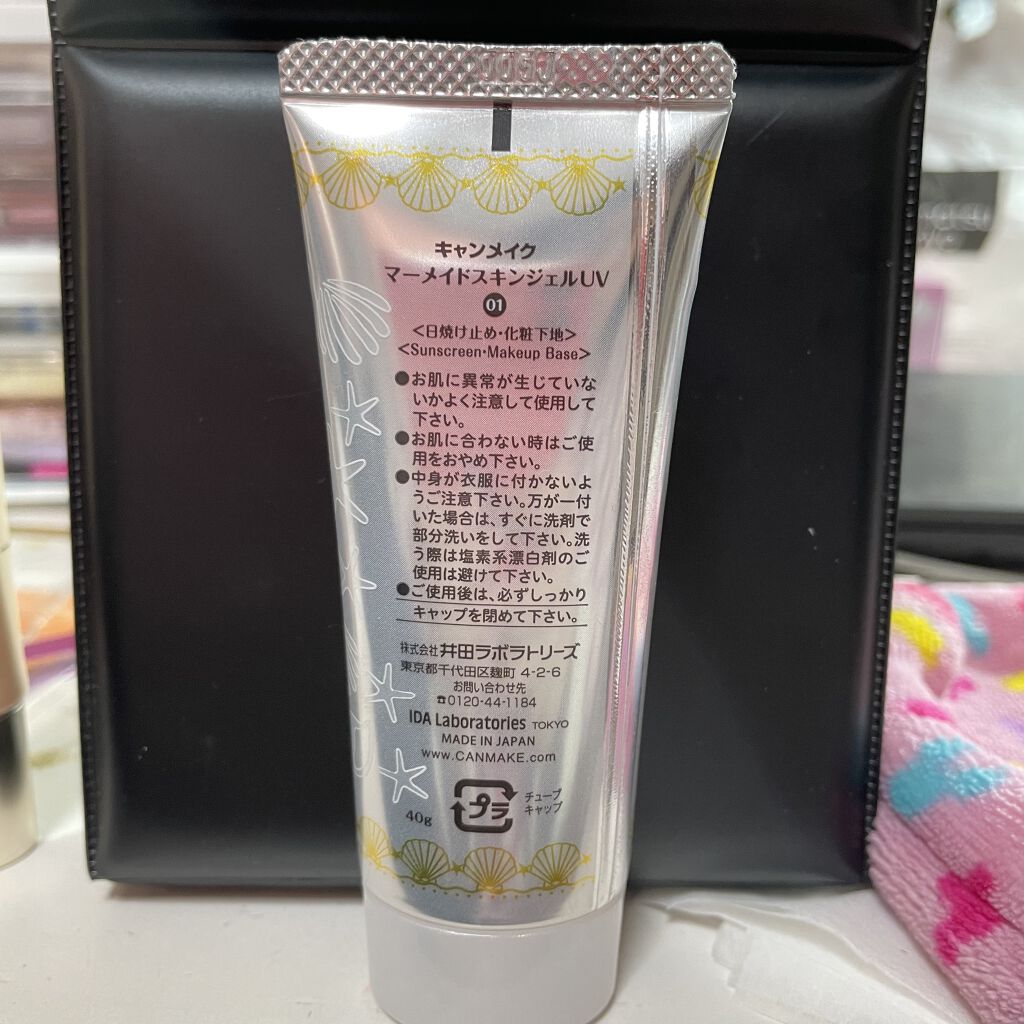 キャンメイク
マーメイドスキンジェルUV
01
<日焼け止め・化粧下地>
<Sunscreen・Makeup Base>
●お肌に異常が生じていな
いかよく注意して使用して
下さい。
●お肌に合わない時はご使
用をおやめ下さい。
●中身が衣服に付かないよ
うご注意下さい。万が一付
いた場合は、すぐに洗剤で
部分洗いをして下さい。洗
う際は塩素系漂白剤のご
使用は避けて下さい。
●ご使用後は、必ずしっかり
キャップを閉めて下さい。
株式会社 井田ラボラトリーズ
東京都千代田区麹町 4-2-6
お問い合わせ先
☎0120-44-1184
IDA Laboratories TOKYO
MADE IN JAPAN
www.CANMAKE.com
プラ
チューブ
キャップ
40g